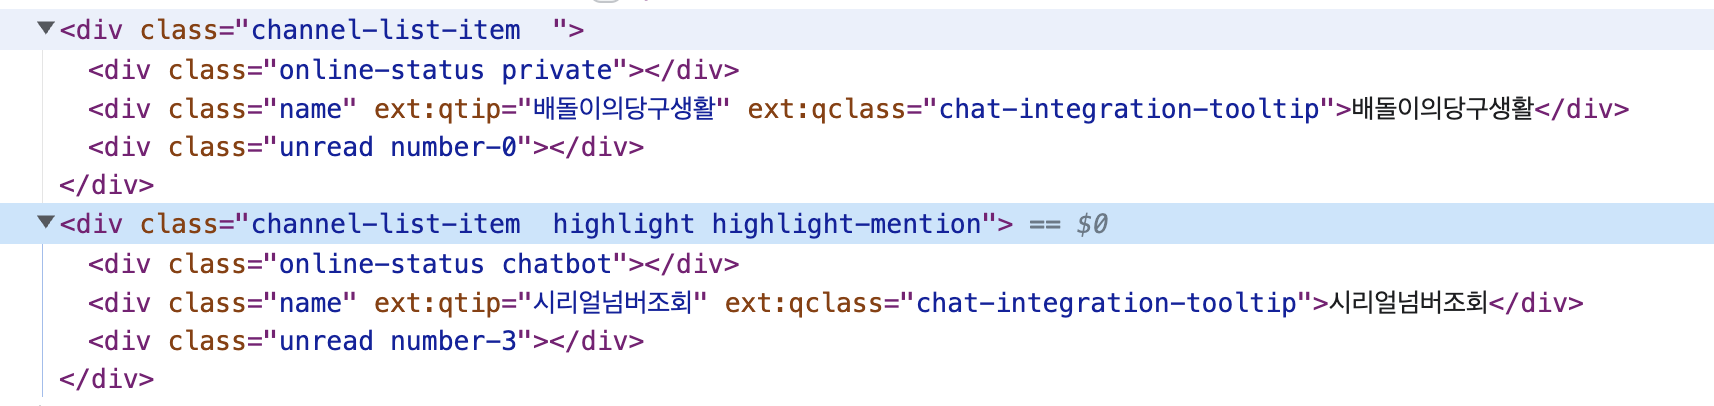 <div class="channel-list-item  ">
<div class="online-status private"></div>
<div class="name" ext:qtip="배돌이의당구생활" ext:qclass="chat-integration-tooltip">배돌이의당구생활</div>
<div class="unread number-0"></div>
</div>
<div class="channel-list-item  highlight highlight-mention"> == $0
<div class="online-status chatbot"></div>
<div class="name" ext:qtip="시리얼넘버조회" ext:qclass="chat-integration-tooltip">시리얼넘버조회</div>
<div class="unread number-3"></div>
</div>